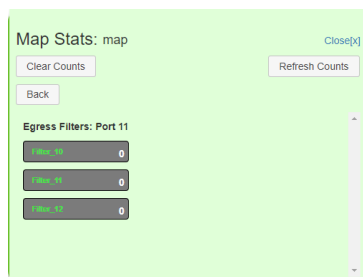 Map Stats: map
Close[x]
Clear Counts
Refresh Counts
Back
Egress Filters: Port 11
Filter_10 0
Filter_11 0
Filter_12 0